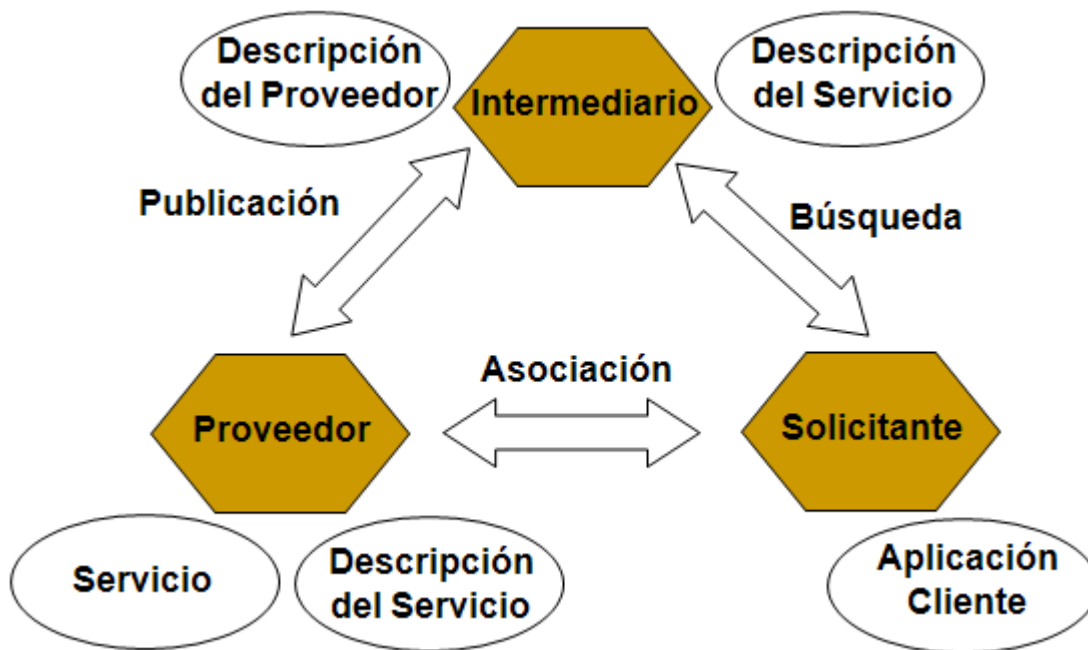 Descripción
del Proveedor
Intermediario
Descripción
del Servicio
Publicación
Búsqueda
Asociación
Proveedor
Solicitante
Servicio
Descripción
del Servicio
Aplicación
Cliente